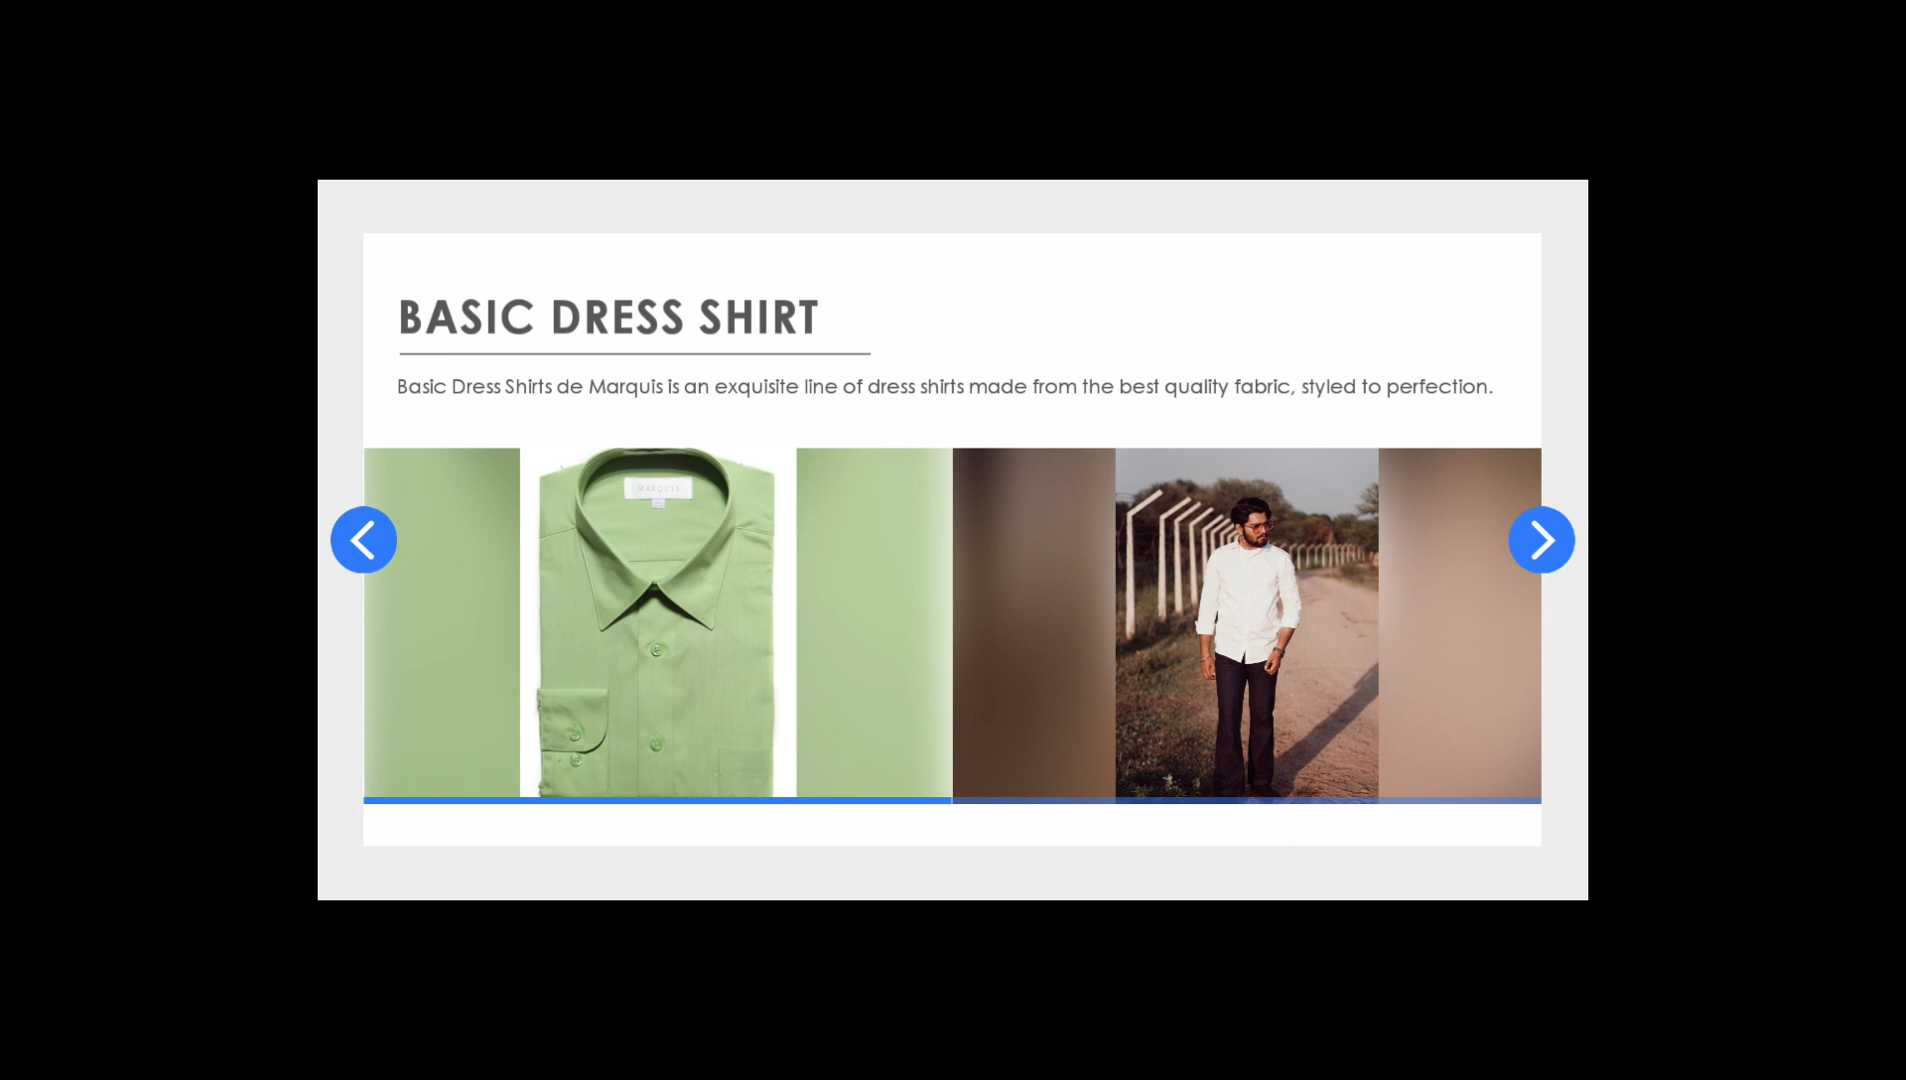 BASIC DRESS SHIRT
Basic Dress Shirts de Marquis is an exquisite line of dress shirts made from the best quality fabric, styled to perfection.
MARQUIS